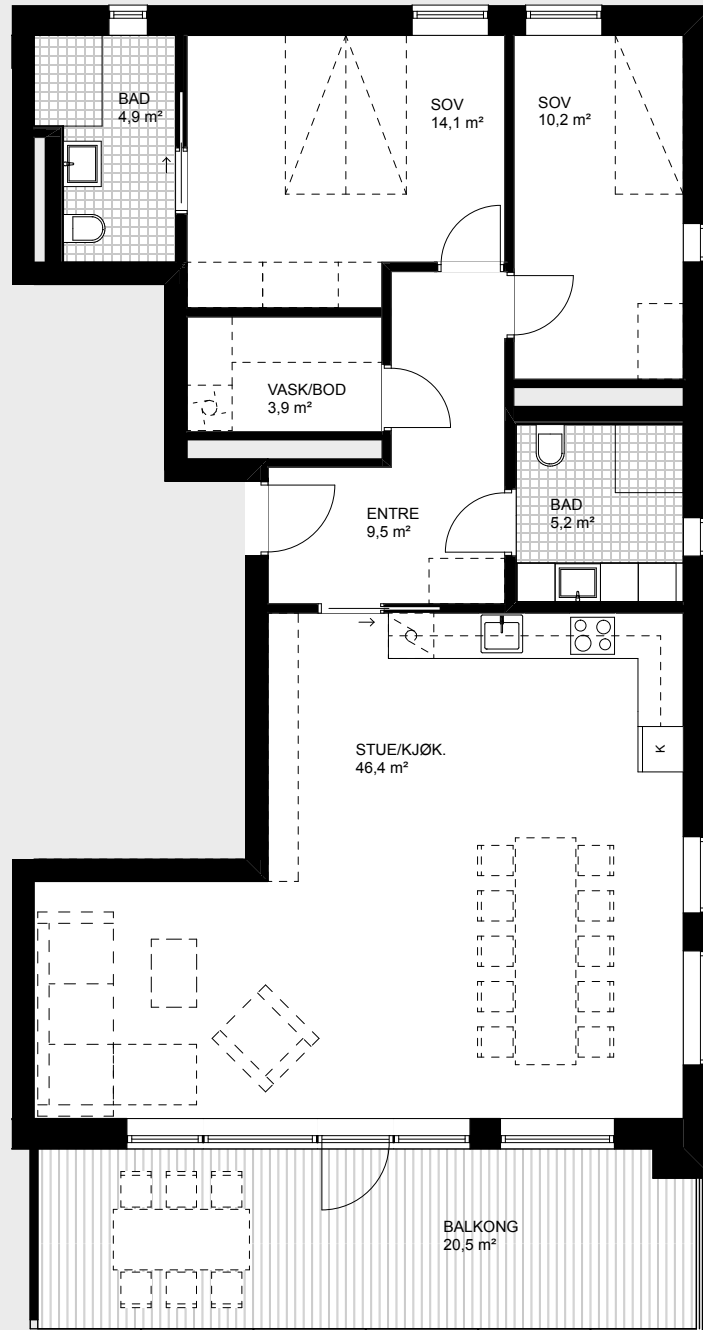 BAD
4,9 m²
SOV
14,1 m²
SOV
10,2 m²
VASK/BOD
3,9 m²
ENTRE
9,5 m²
BAD
5,2 m²
STUE/KJØK.
46,4 m²
K
BALKONG
20,5 m²